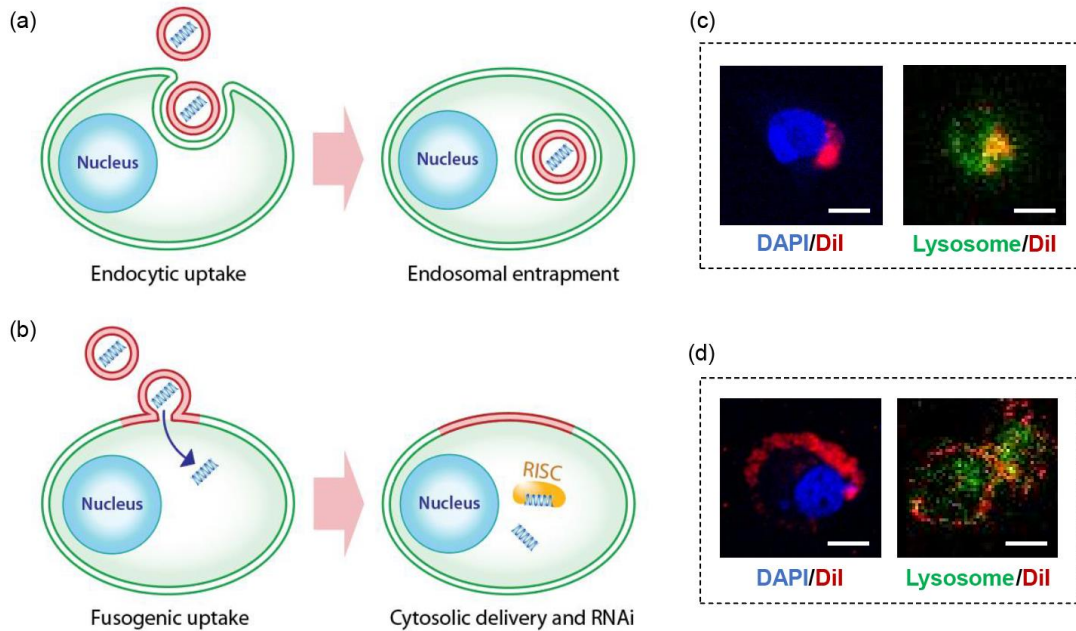 (a)
Nucleus
Nucleus
Endocytic uptake
Endosomal entrapment
(b)
Nucleus
Nucleus
RISC
Fusogenic uptake
Cytosolic delivery and RNAi
(c)
DAPI/DiI
Lysosome/DiI
(d)
DAPI/DiI
Lysosome/DiI